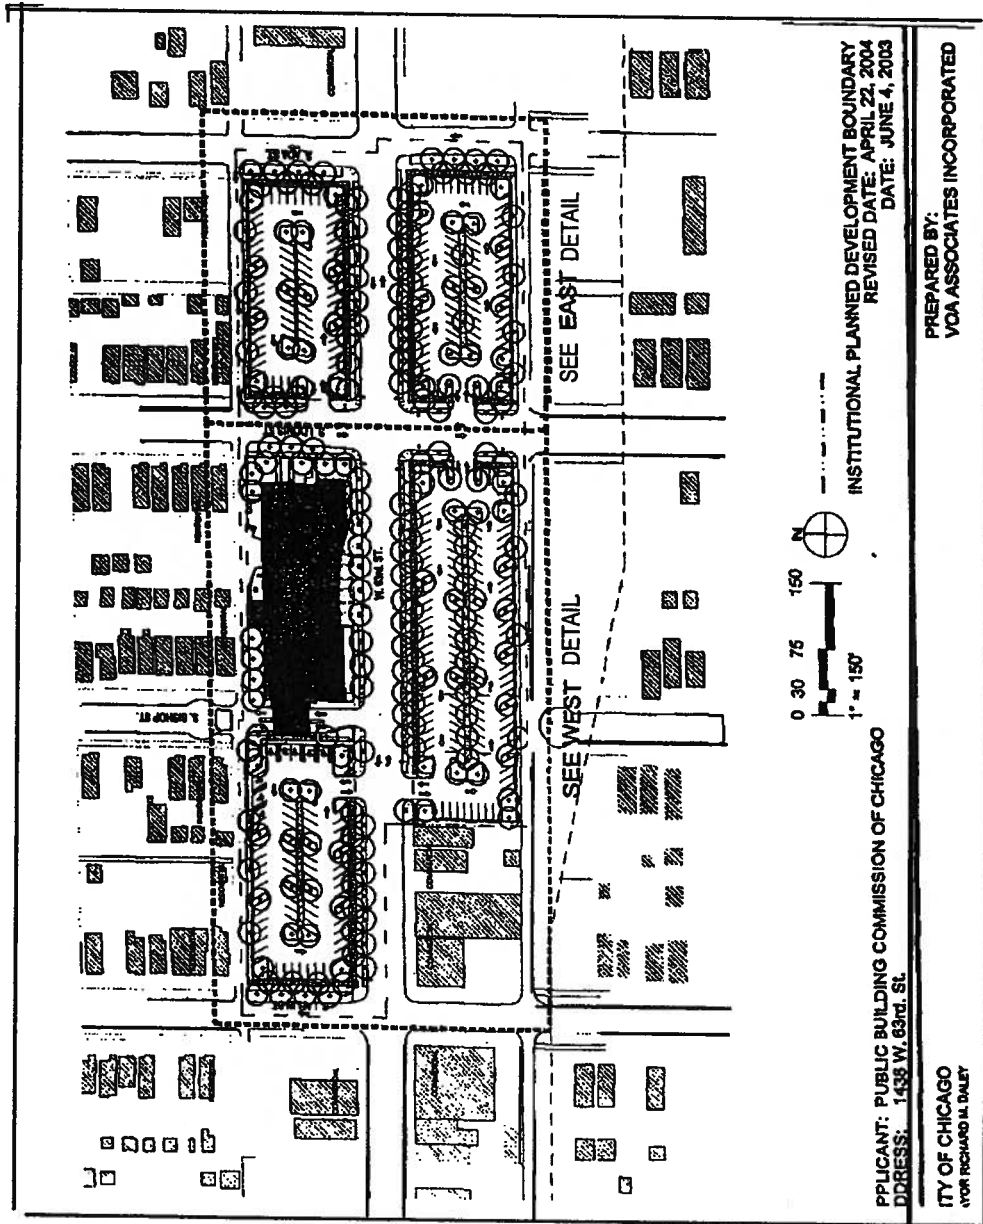 S. BISHOP ST.
W. 63rd. ST.
SEE WEST DETAIL
SEE EAST DETAIL
0 30 75 150
1" = 150'
N
INSTITUTIONAL PLANNED DEVELOPMENT BOUNDARY
REVISED DATE: APRIL 22, 2004
DATE: JUNE 4, 2003
PPLICANT: PUBLIC BUILDING COMMISSION OF CHICAGO
DDRESS: 1438 W. 63rd. St.
ITY OF CHICAGO
YOR RICHARD M. DALEY
PREPARED BY:
VOA ASSOCIATES INCORPORATED